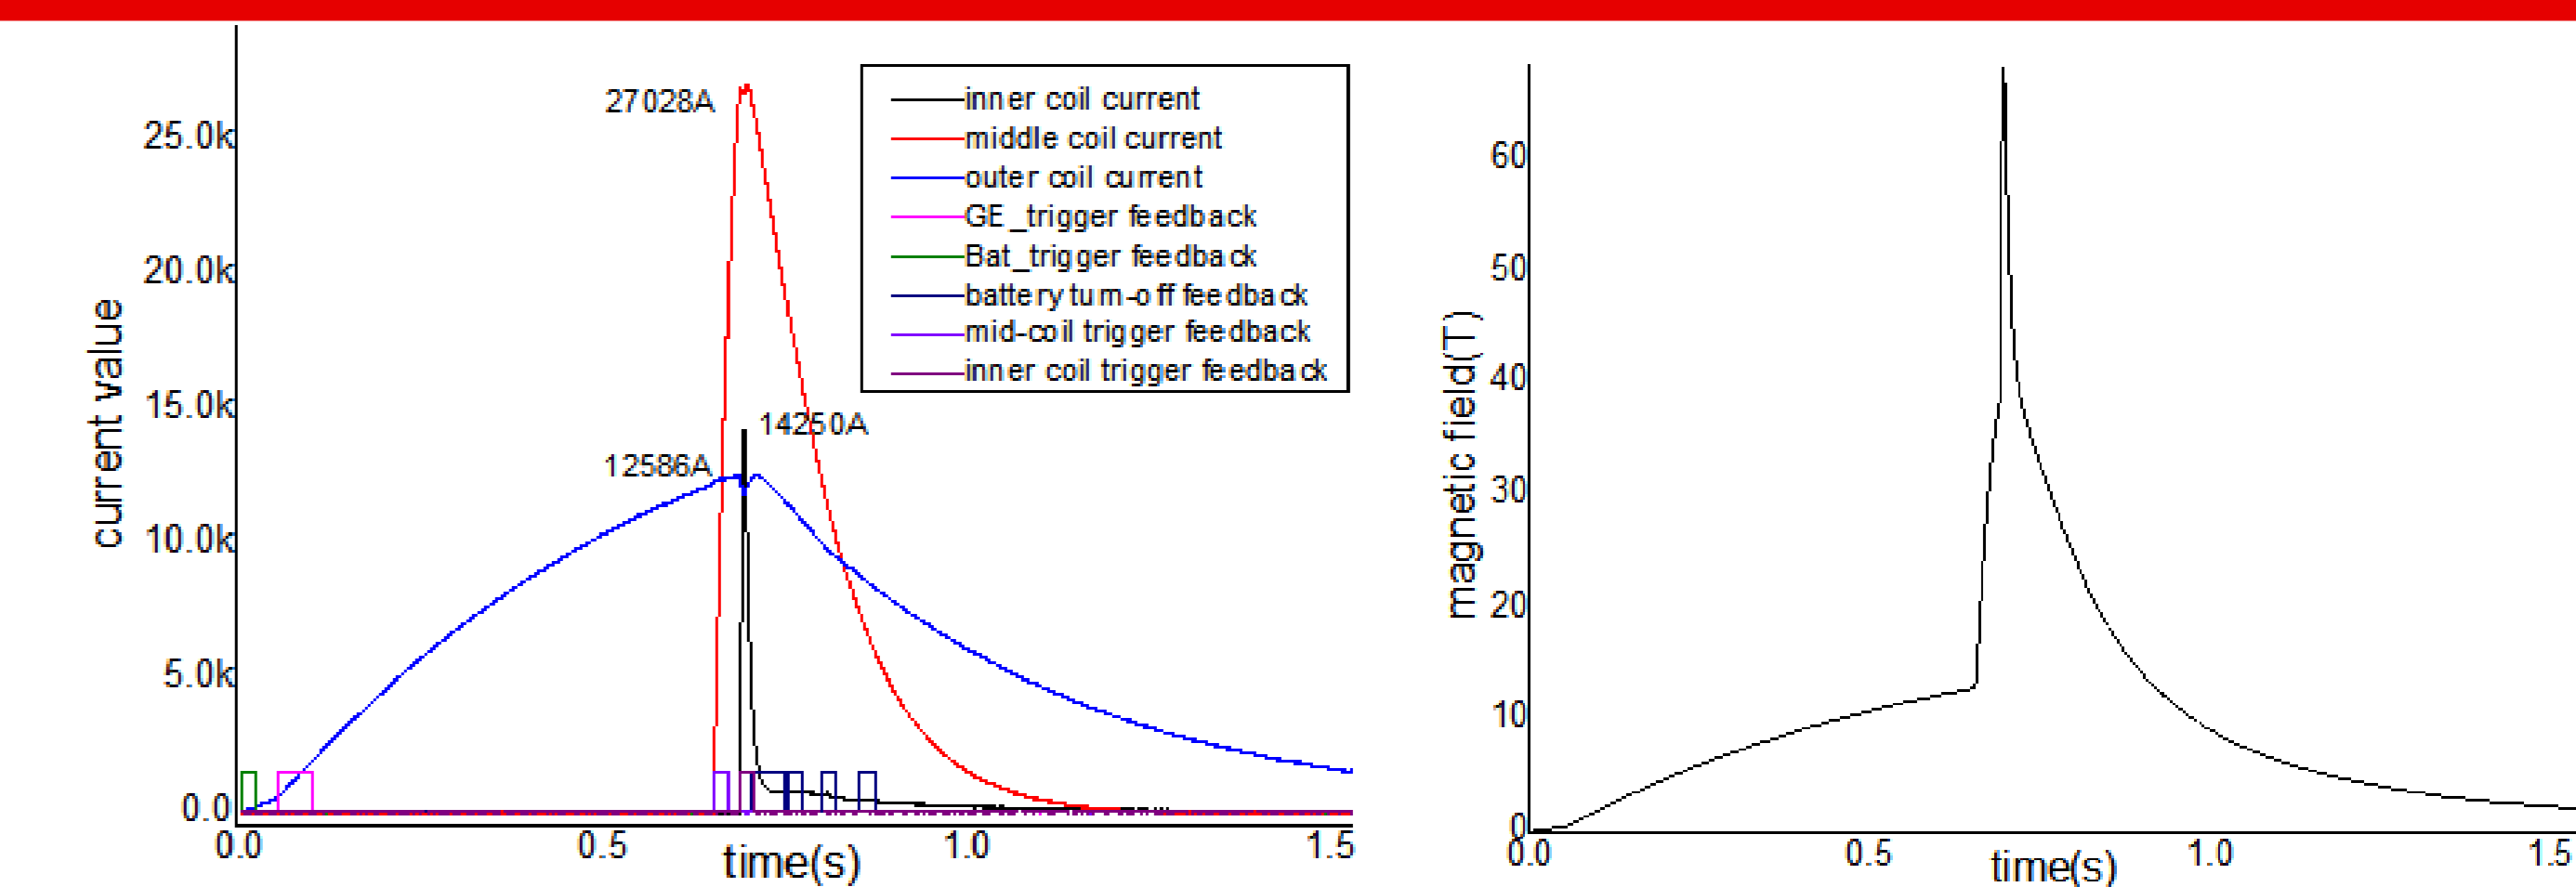 27028A
14250A
12586A
inner coil current
middle coil current
outer coil current
GE_trigger feedback
Bat_trigger feedback
battery turn-off feedback
mid-coil trigger feedback
inner coil trigger feedback
current value
25.0k
20.0k
15.0k
10.0k
5.0k
0.0
0.0
0.5
1.0
1.5
time(s)
magnetic field(T)
60
50
40
30
20
10
0
0.0
0.5
1.0
1.5
time(s)